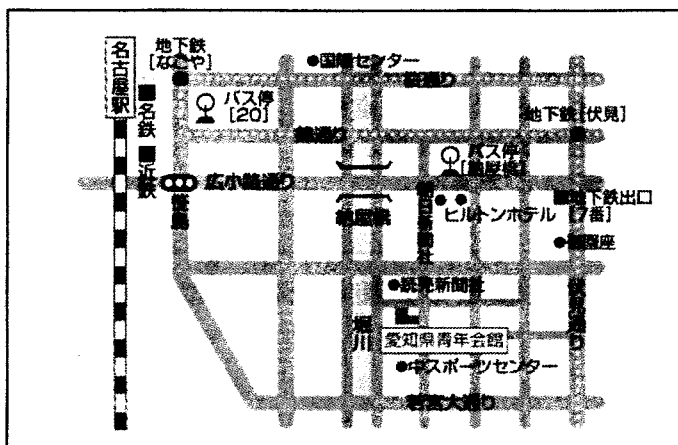 名古屋駅
地下鉄
[なごや]
名鉄
近鉄
バス停
[20]
国際センター
桜通り
錦通り
地下鉄[伏見]
バス停
[納屋橋]
広小路通り
笹島
納屋橋
朝日新聞社
ヒルトンホテル
地下鉄出口
[7番]
御園座
読売新聞社
堀川
伏見通り
愛知県青年会館
中スポーツセンター
若宮大通り